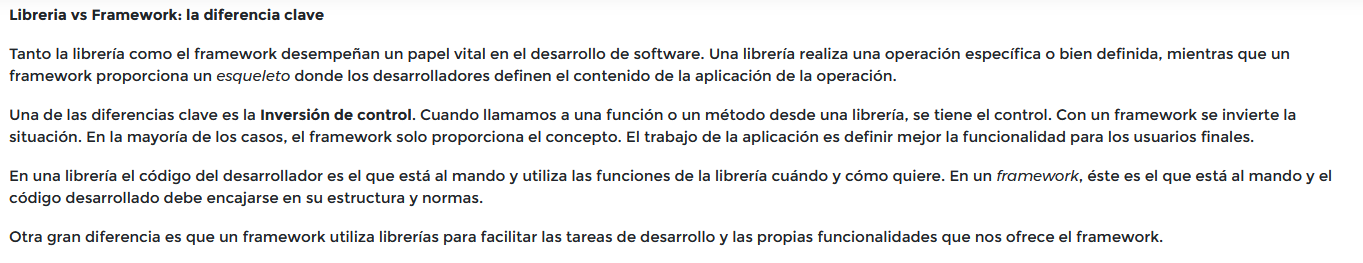 Libreria vs Framework: la diferencia clave
Tanto la librería como el framework desempeñan un papel vital en el desarrollo de software. Una librería realiza una operación específica o bien definida, mientras que un
framework proporciona un esqueleto donde los desarrolladores definen el contenido de la aplicación de la operación.
Una de las diferencias clave es la Inversión de control. Cuando llamamos a una función o un método desde una librería, se tiene el control. Con un framework se invierte la
situación. En la mayoría de los casos, el framework solo proporciona el concepto. El trabajo de la aplicación es definir mejor la funcionalidad para los usuarios finales.
En una librería el código del desarrollador es el que está al mando y utiliza las funciones de la librería cuándo y cómo quiere. En un framework, éste es el que está al mando y el
código desarrollado debe encajarse en su estructura y normas.
Otra gran diferencia es que un framework utiliza librerías para facilitar las tareas de desarrollo y las propias funcionalidades que nos ofrece el framework.